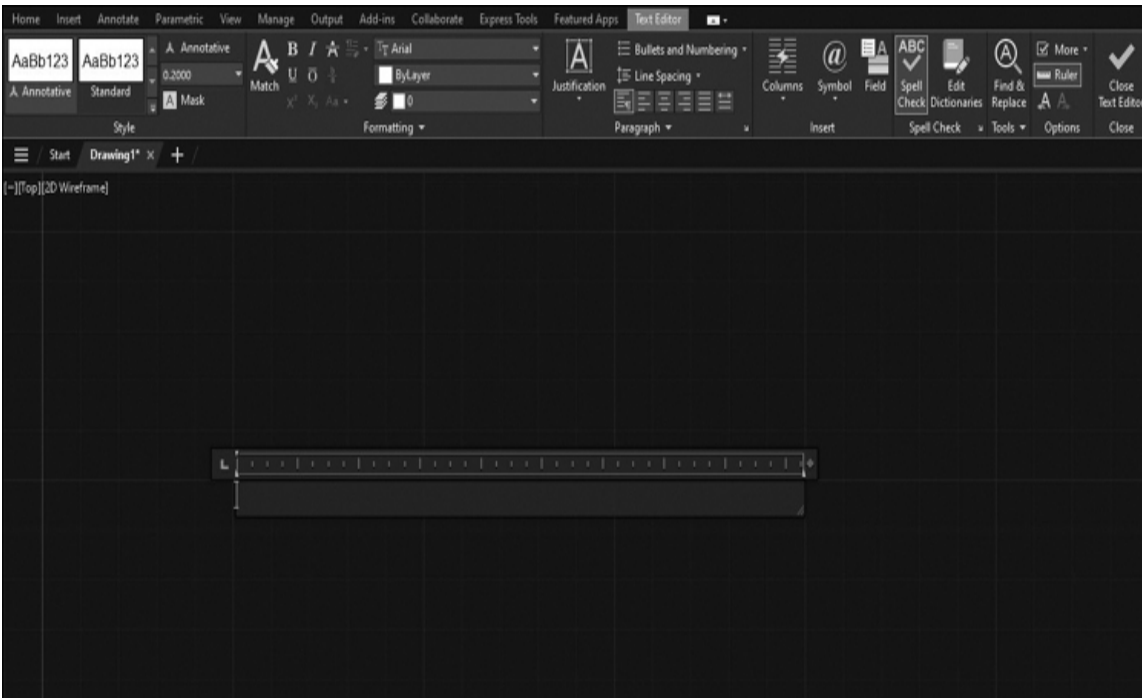 Home Insert Annotate Parametric View Manage Output Add-ins Collaborate Express Tools Featured Apps Text Editor
AaBb123 AaBb123 Annotative Match B I A Arial A Bullets and Numbering @ A ABC A More
0.2000 U O ByLayer Line Spacing Ruler
Annotative Standard Mask X² X, Aa 0 Justification Columns Symbol Field Spell Check Edit Dictionaries Find & Replace A A Close Text Editor
Style Formatting Paragraph Insert Spell Check Tools Options Close
Start Drawing1* × +
[-][Top][2D Wireframe]